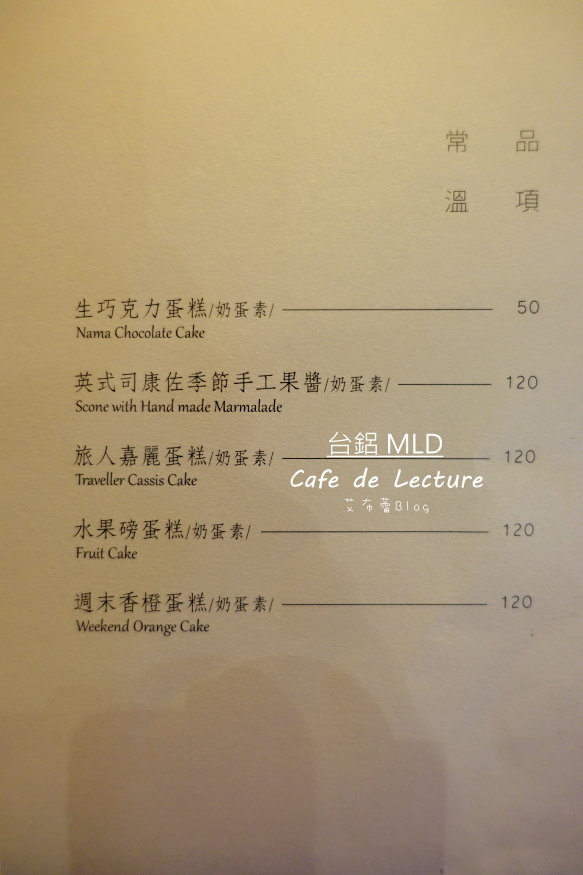 常溫
品項
生巧克力蛋糕/奶蛋素/ 50
Nama Chocolate Cake
英式司康佐季節手工果醬/奶蛋素/ 120
Scone with Hand made Marmalade
旅人嘉麗蛋糕/奶蛋素/ 120
Traveller Cassis Cake
台鋁 MLD
Cafe de Lecture
艾布蕾Blog
水果磅蛋糕/奶蛋素/ 120
Fruit Cake
週末香橙蛋糕/奶蛋素/ 120
Weekend Orange Cake